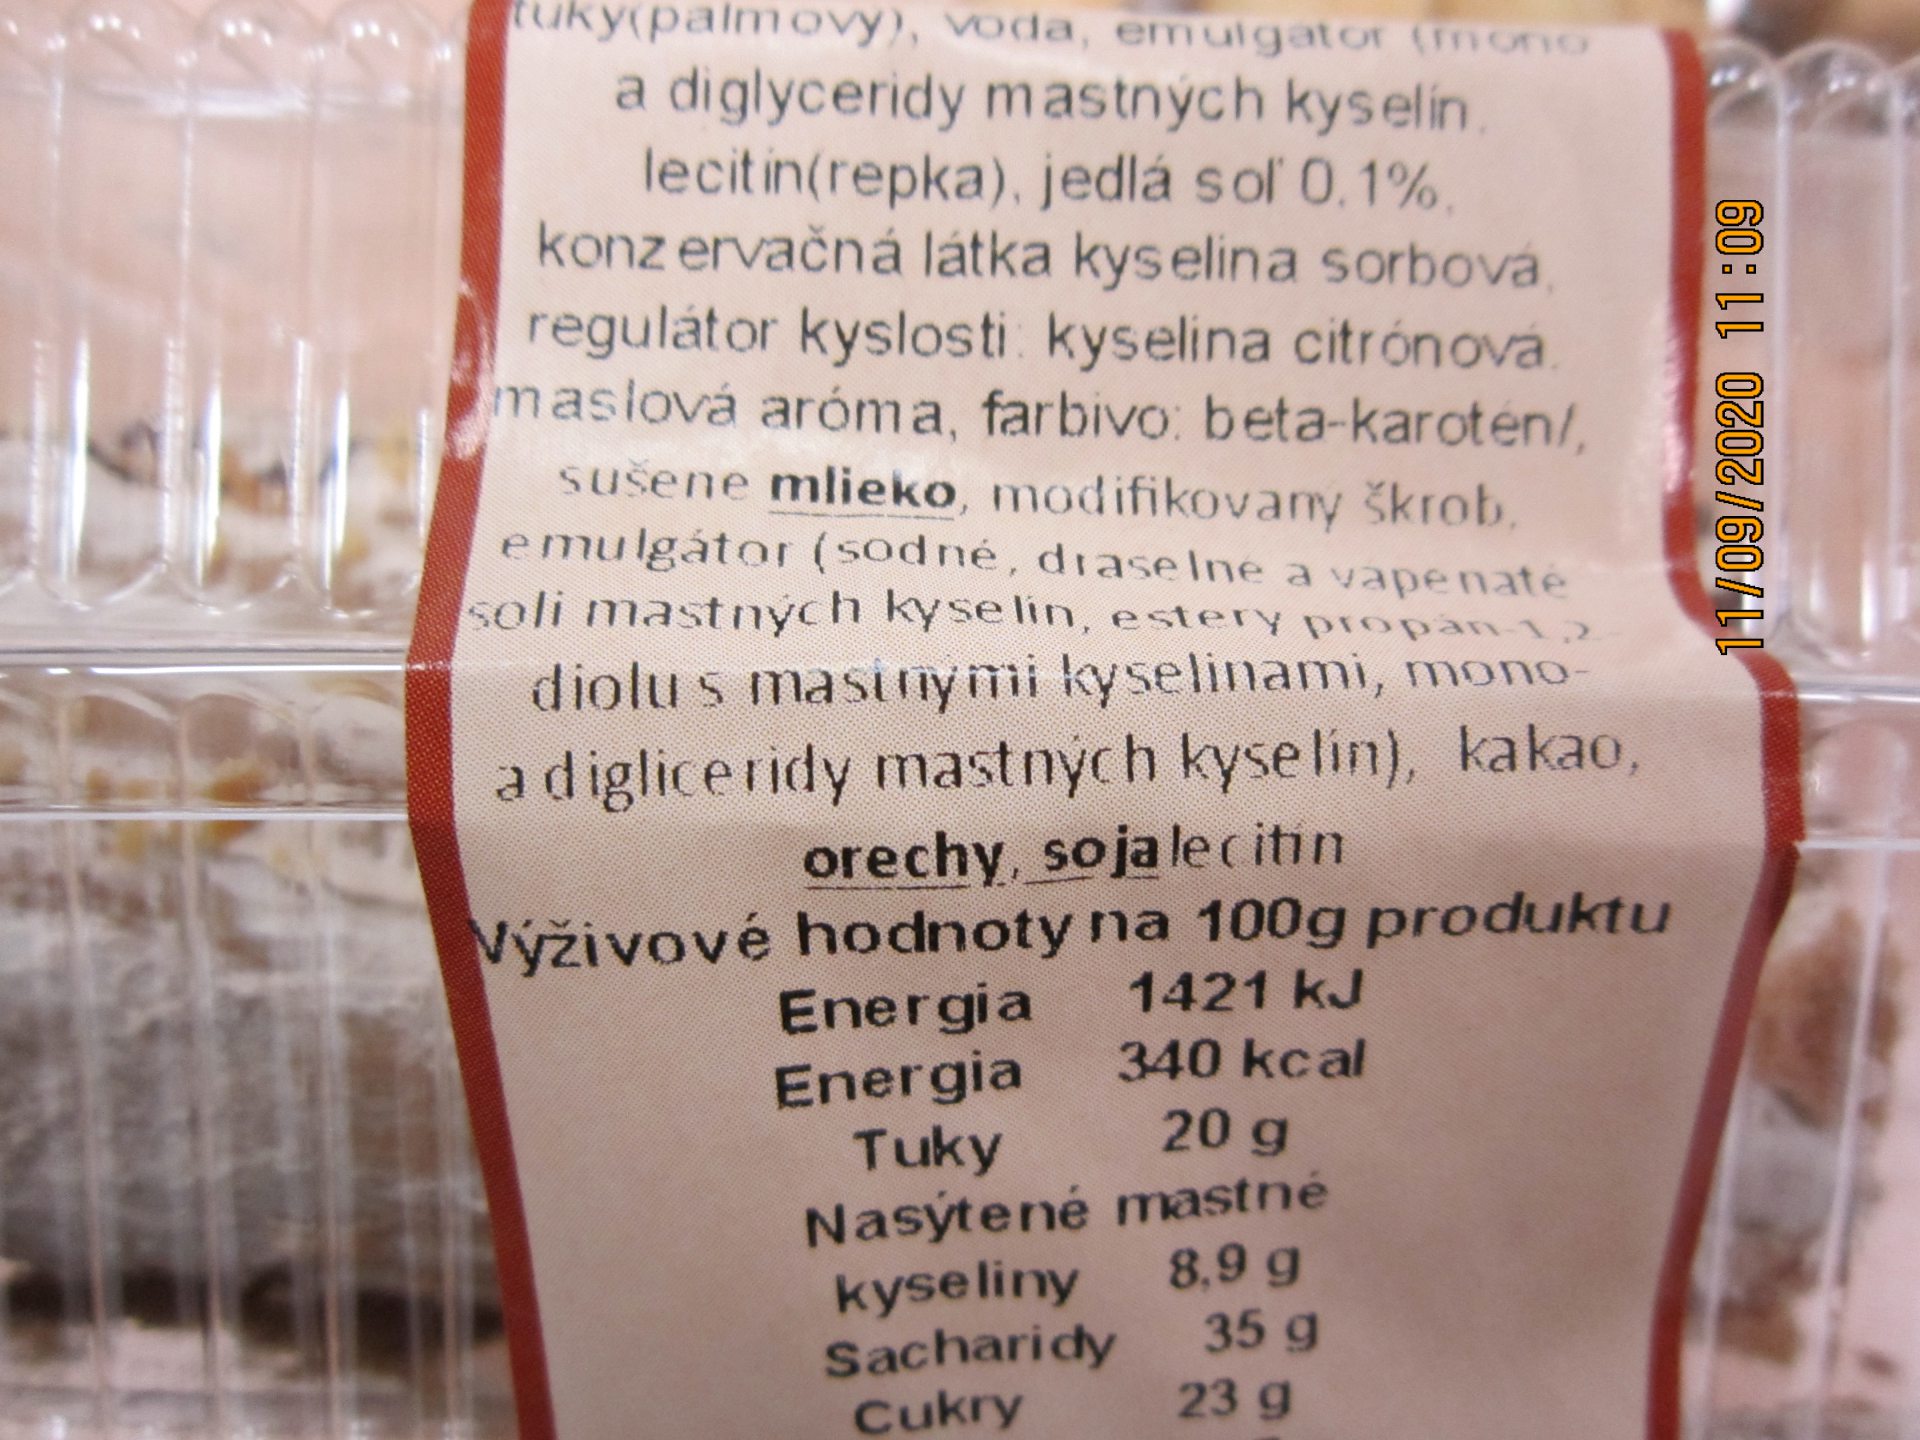 tuky(palmový), voda, emulgátor (mono
a diglyceridy mastných kyselín,
lecitín(repka), jedlá soľ 0,1%,
konzervačná látka kyselina sorbová,
regulátor kyslosti: kyselina citrónová,
maslová aróma, farbivo: beta-karotén/,
sušene mlieko, modifikovaný škrob,
emulgátor (sodné, draselné a vápenaté
soli mastných kyselín, estery propán-1,2-
diolu s mastnými kyselinami, mono-
a digliceridy mastných kyselín), kakao,
orechy, sojalecitín
Výživové hodnoty na 100g produktu
Energia 1421 kJ
Energia 340 kcal
Tuky 20 g
Nasýtené mastné
kyseliny 8,9 g
Sacharidy 35 g
Cukry 23 g
11/09/2020 11:09